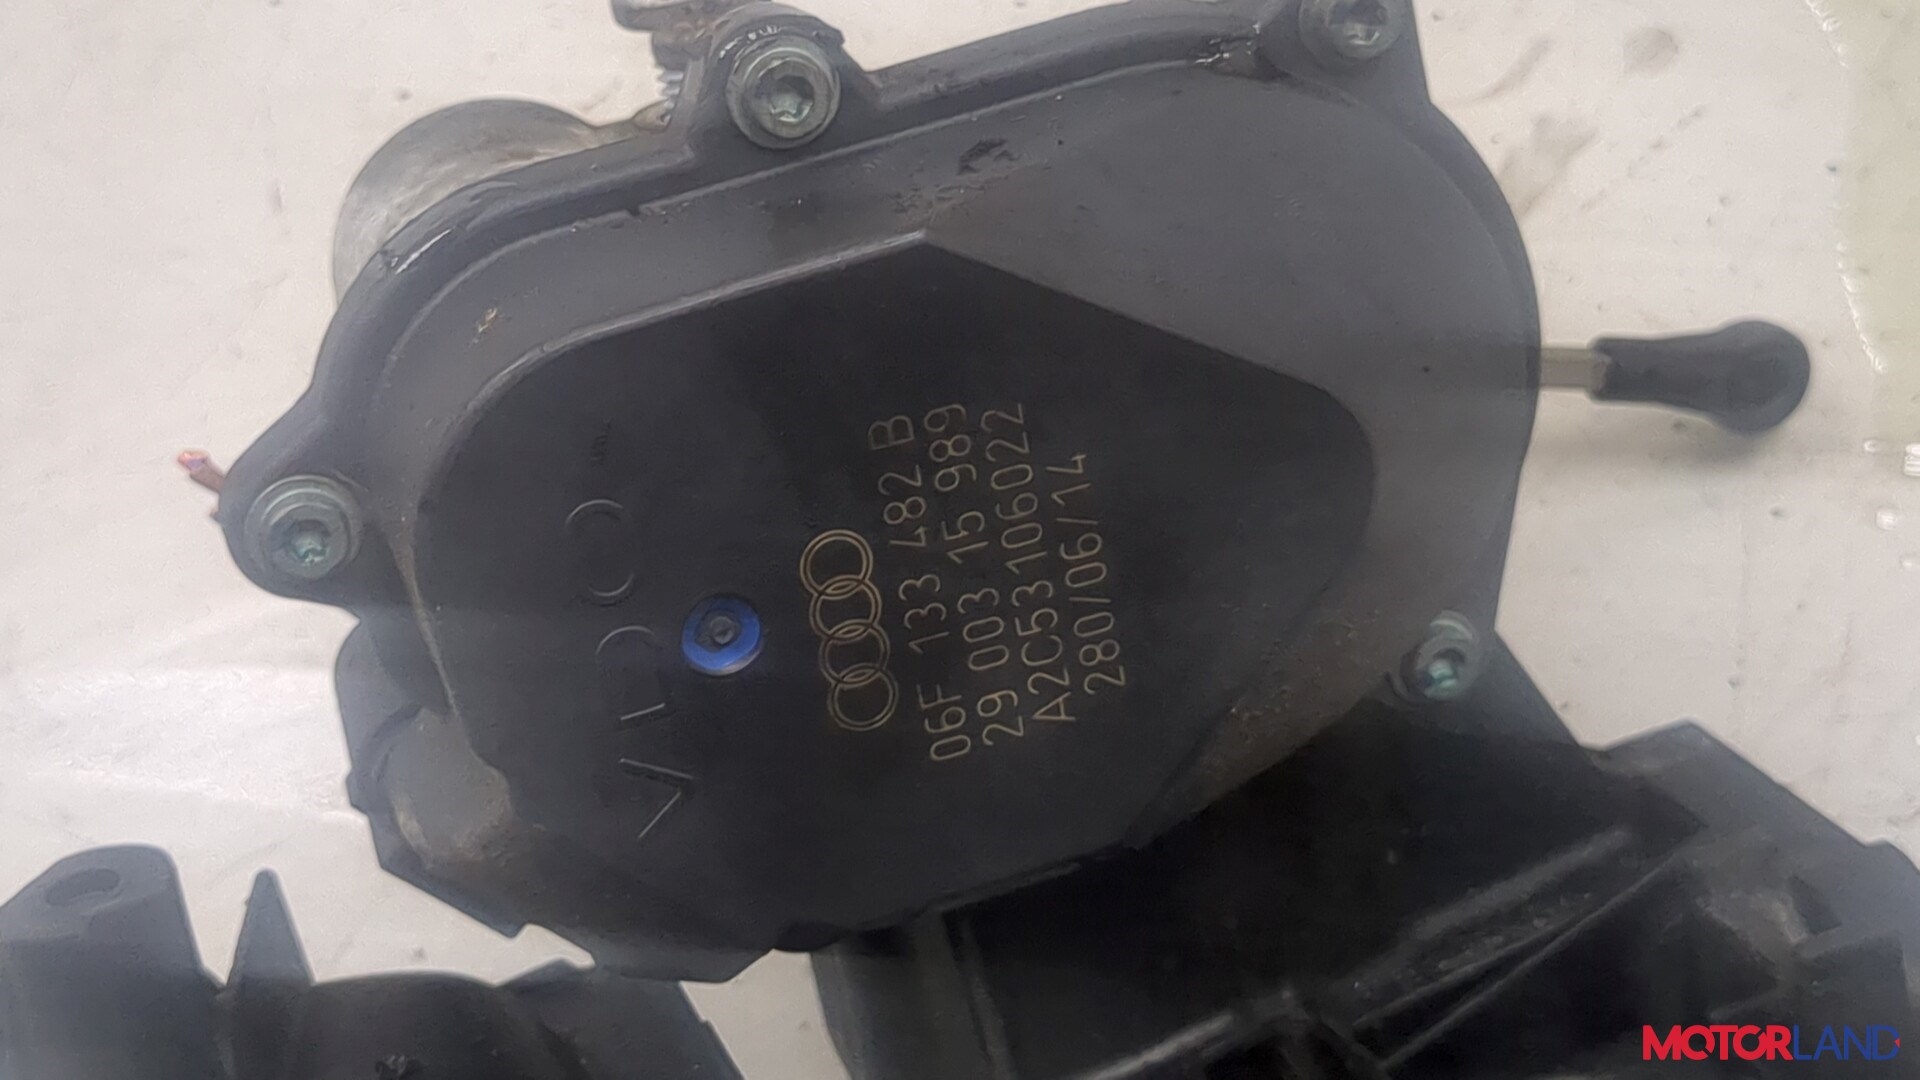 VDO
06F 133 482 B
29 003 15 989
A2C53106022
280/06/14
MOTORLAND